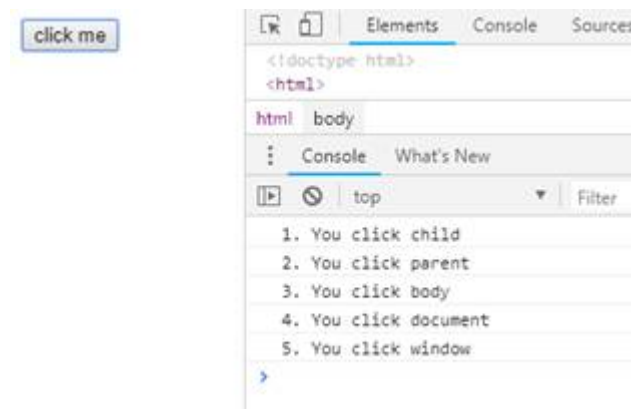 click me
Elements Console Sources
<!doctype html>
<html>
html body
Console What's New
top Filter
1. You click child
2. You click parent
3. You click body
4. You click document
5. You click window